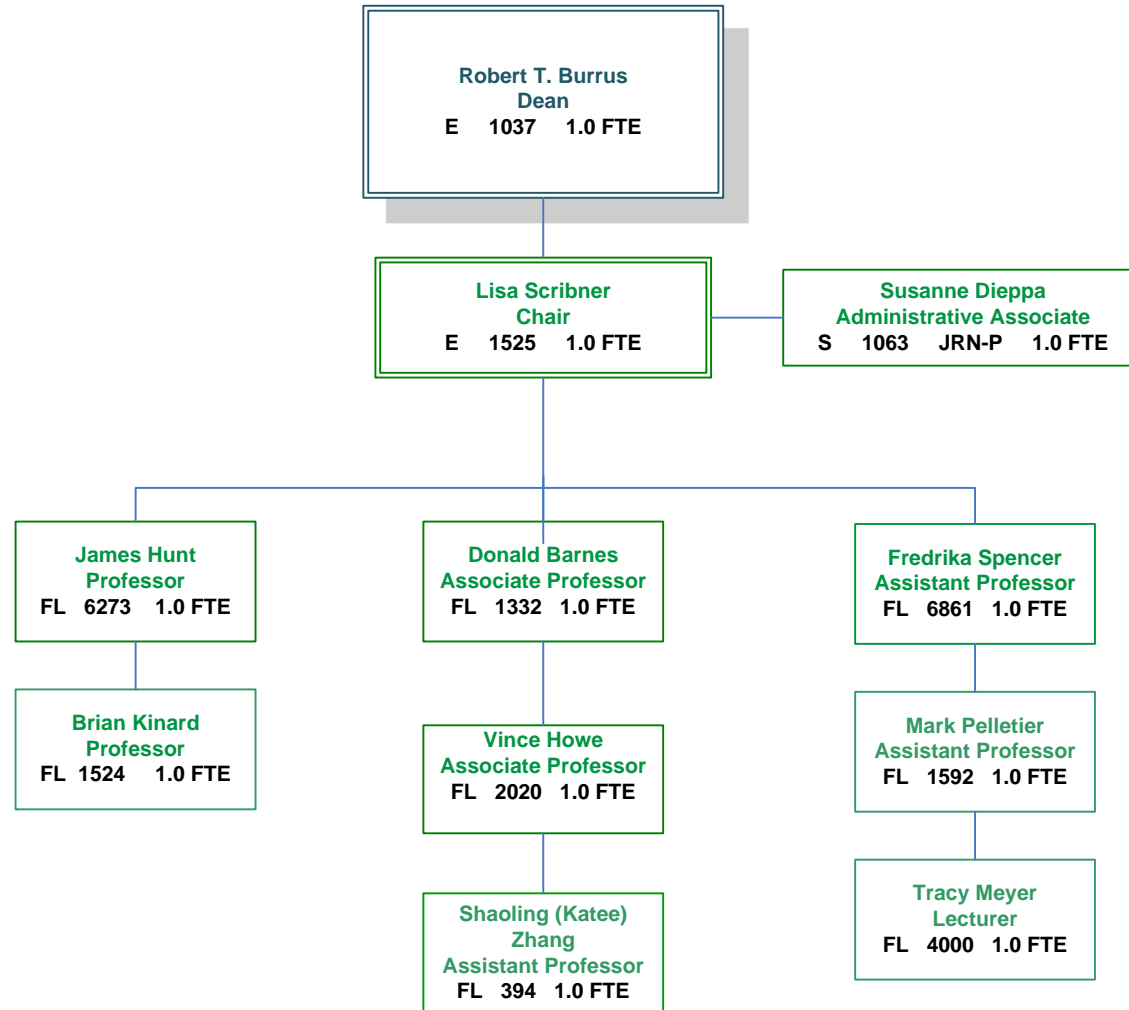 Robert T. Burrus
Dean
E 1037 1.0 FTE
Lisa Scribner
Chair
E 1525 1.0 FTE
Susanne Dieppa
Administrative Associate
S 1063 JRN-P 1.0 FTE
James Hunt
Professor
FL 6273 1.0 FTE
Brian Kinard
Professor
FL 1524 1.0 FTE
Donald Barnes
Associate Professor
FL 1332 1.0 FTE
Vince Howe
Associate Professor
FL 2020 1.0 FTE
Shaoling (Katee)
Zhang
Assistant Professor
FL 394 1.0 FTE
Fredrika Spencer
Assistant Professor
FL 6861 1.0 FTE
Mark Pelletier
Assistant Professor
FL 1592 1.0 FTE
Tracy Meyer
Lecturer
FL 4000 1.0 FTE